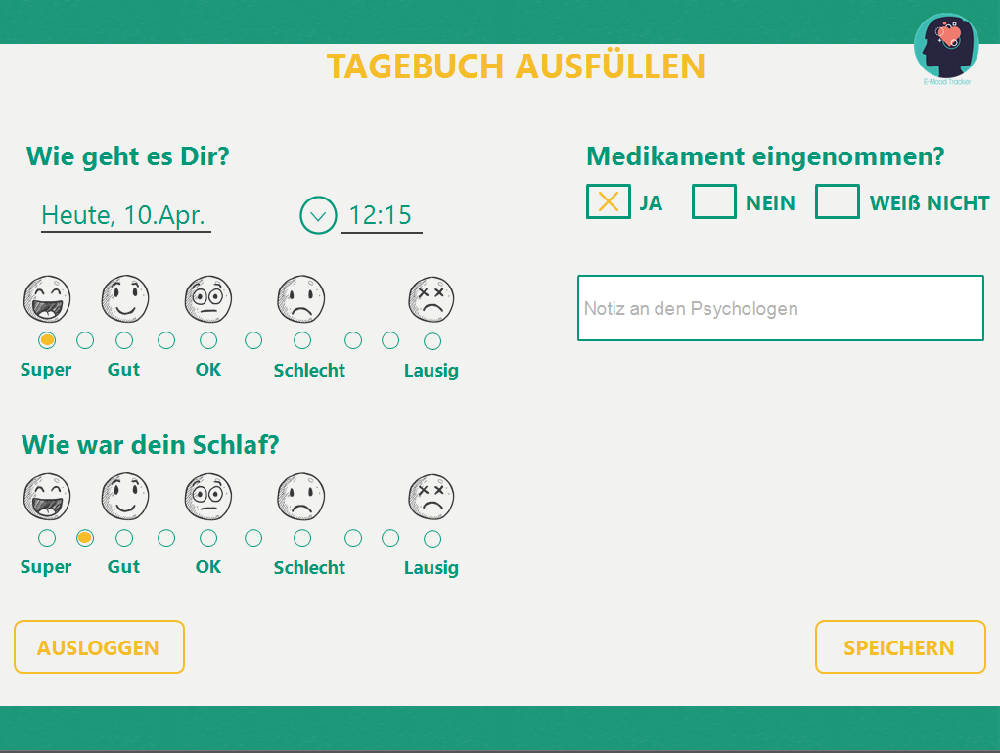 TAGEBUCH AUSFÜLLEN
E-Mood Tracker
Wie geht es Dir?
Heute, 10.Apr. 12:15
Super Gut OK Schlecht Lausig
Wie war dein Schlaf?
Super Gut OK Schlecht Lausig
Medikament eingenommen?
JA NEIN WEIß NICHT
Notiz an den Psychologen
AUSLOGGEN
SPEICHERN